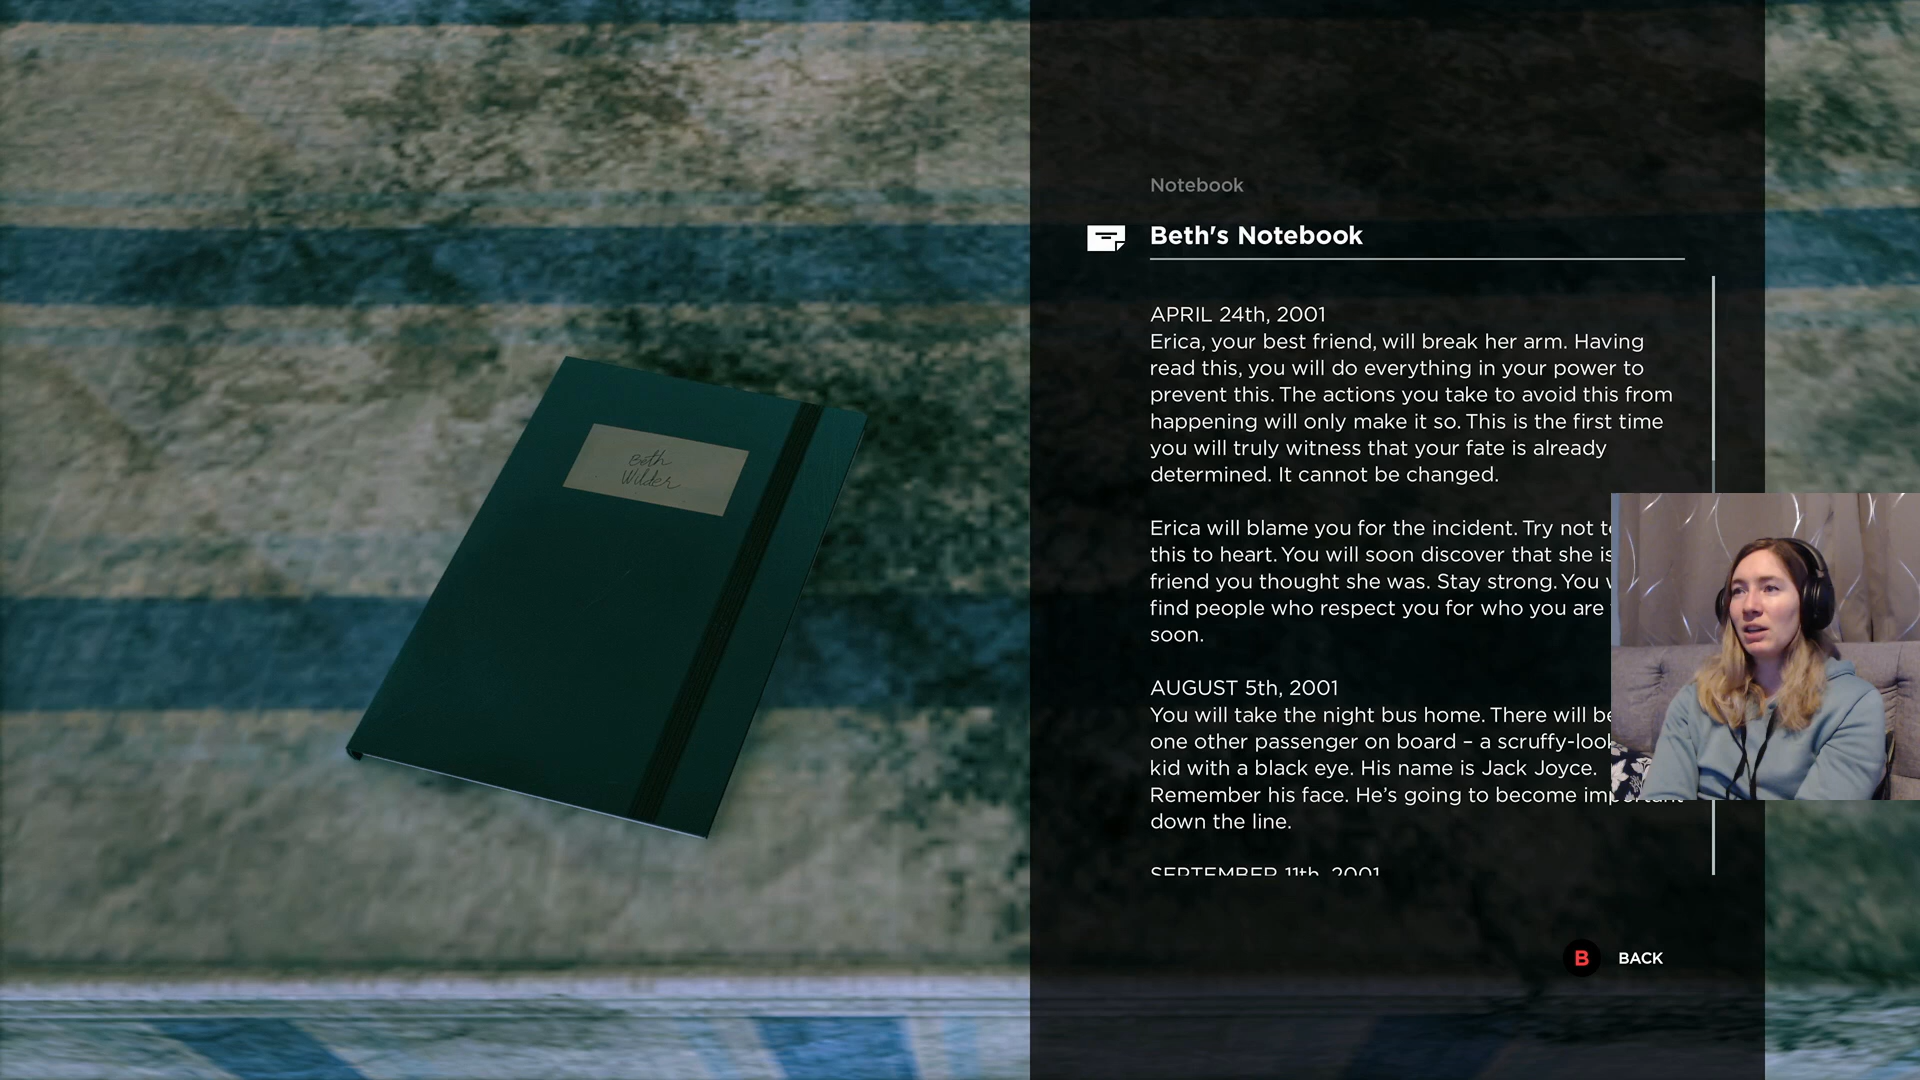 Notebook
Beth's Notebook
APRIL 24th, 2001
Erica, your best friend, will break her arm. Having
read this, you will do everything in your power to
prevent this. The actions you take to avoid this from
happening will only make it so. This is the first time
you will truly witness that your fate is already
determined. It cannot be changed.
Erica will blame you for the incident. Try not
this to heart. You will soon discover that she
friend you thought she was. Stay strong. You
find people who respect you for who you are
soon.
AUGUST 5th, 2001
You will take the night bus home. There will
one other passenger on board – a
kid with a black eye. His name is Jack Joyce.
Remember his face. He's going to become important
down the line.
SEPTEMBER 11th, 2001
Beth
Wilder
B BACK